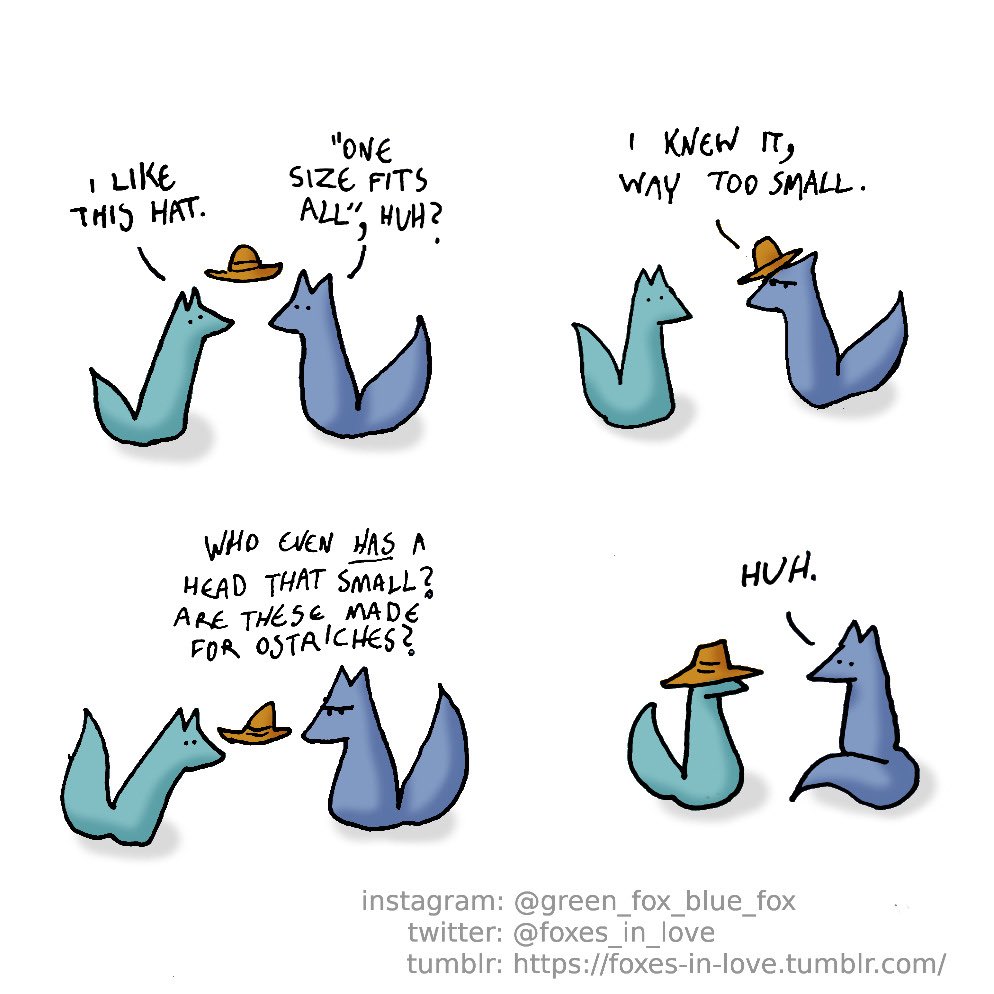 I LIKE
THIS HAT.
"ONE
SIZE FITS
ALL", HUH?
I KNEW IT,
WAY TOO SMALL.
WHO EVEN HAS A
HEAD THAT SMALL?
ARE THESE MADE
FOR OSTRICHES?
HUH.
instagram: @green_fox_blue_fox
twitter: @foxes_in_love
tumblr: https://foxes-in-love.tumblr.com/